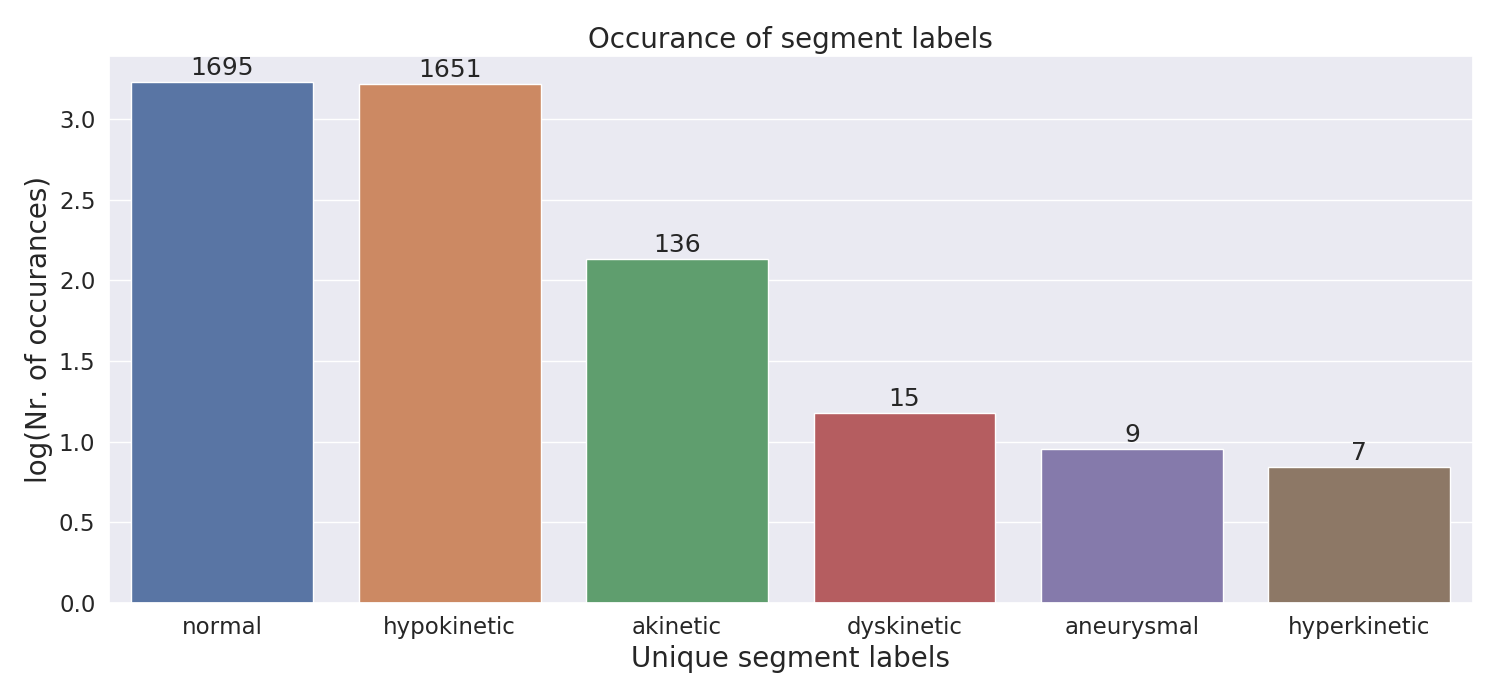 Occurance of segment labels
1695 1651 136 15 9 7
log(Nr. of occurances)
3.0
2.5
2.0
1.5
1.0
0.5
0.0
normal hypokinetic akinetic dyskinetic aneurysmal hyperkinetic
Unique segment labels